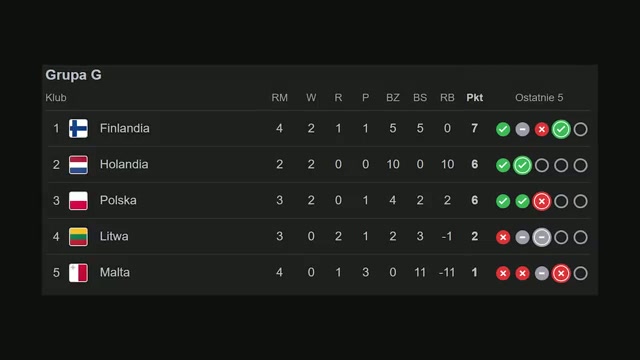 Grupa G
Klub RM W R P BZ BS RB Pkt Ostatnie 5
1 Finlandia 4 2 1 1 5 5 0 7
2 Holandia 2 2 0 0 10 0 10 6
3 Polska 3 2 0 1 4 2 2 6
4 Litwa 3 0 2 1 2 3 -1 2
5 Malta 4 0 1 3 0 11 -11 1